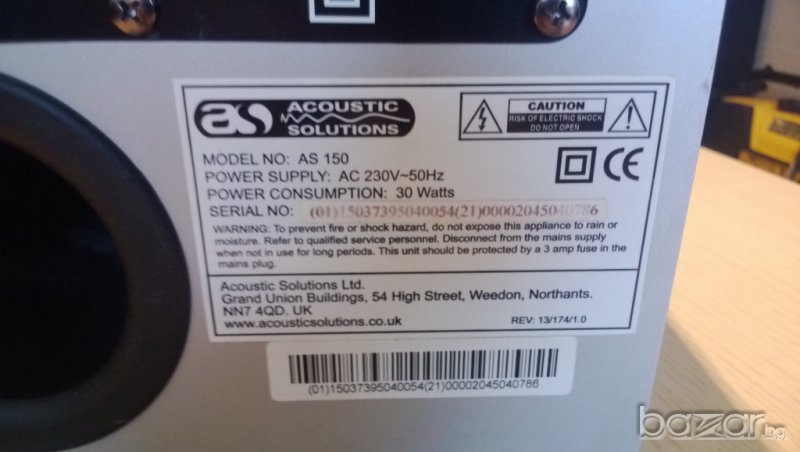 as ACOUSTIC SOLUTIONS
CAUTION
RISK OF ELECTRIC SHOCK
DO NOT OPEN
MODEL NO: AS 150
POWER SUPPLY: AC 230V~50Hz
POWER CONSUMPTION: 30 Watts
SERIAL NO: (01)15037395040054(21)00002045040786
CE
WARNING: To prevent fire or shock hazard, do not expose this appliance to rain or
moisture. Refer to qualified service personnel. Disconnect from the mains supply
when not in use for long periods. This unit should be protected by a 3 amp fuse in the
mains plug.
Acoustic Solutions Ltd.
Grand Union Buildings, 54 High Street, Weedon, Northants.
NN7 4QD. UK
www.acousticsolutions.co.uk
REV: 13/174/1.0
(01)15037395040054(21)00002045040786
bazar.bg